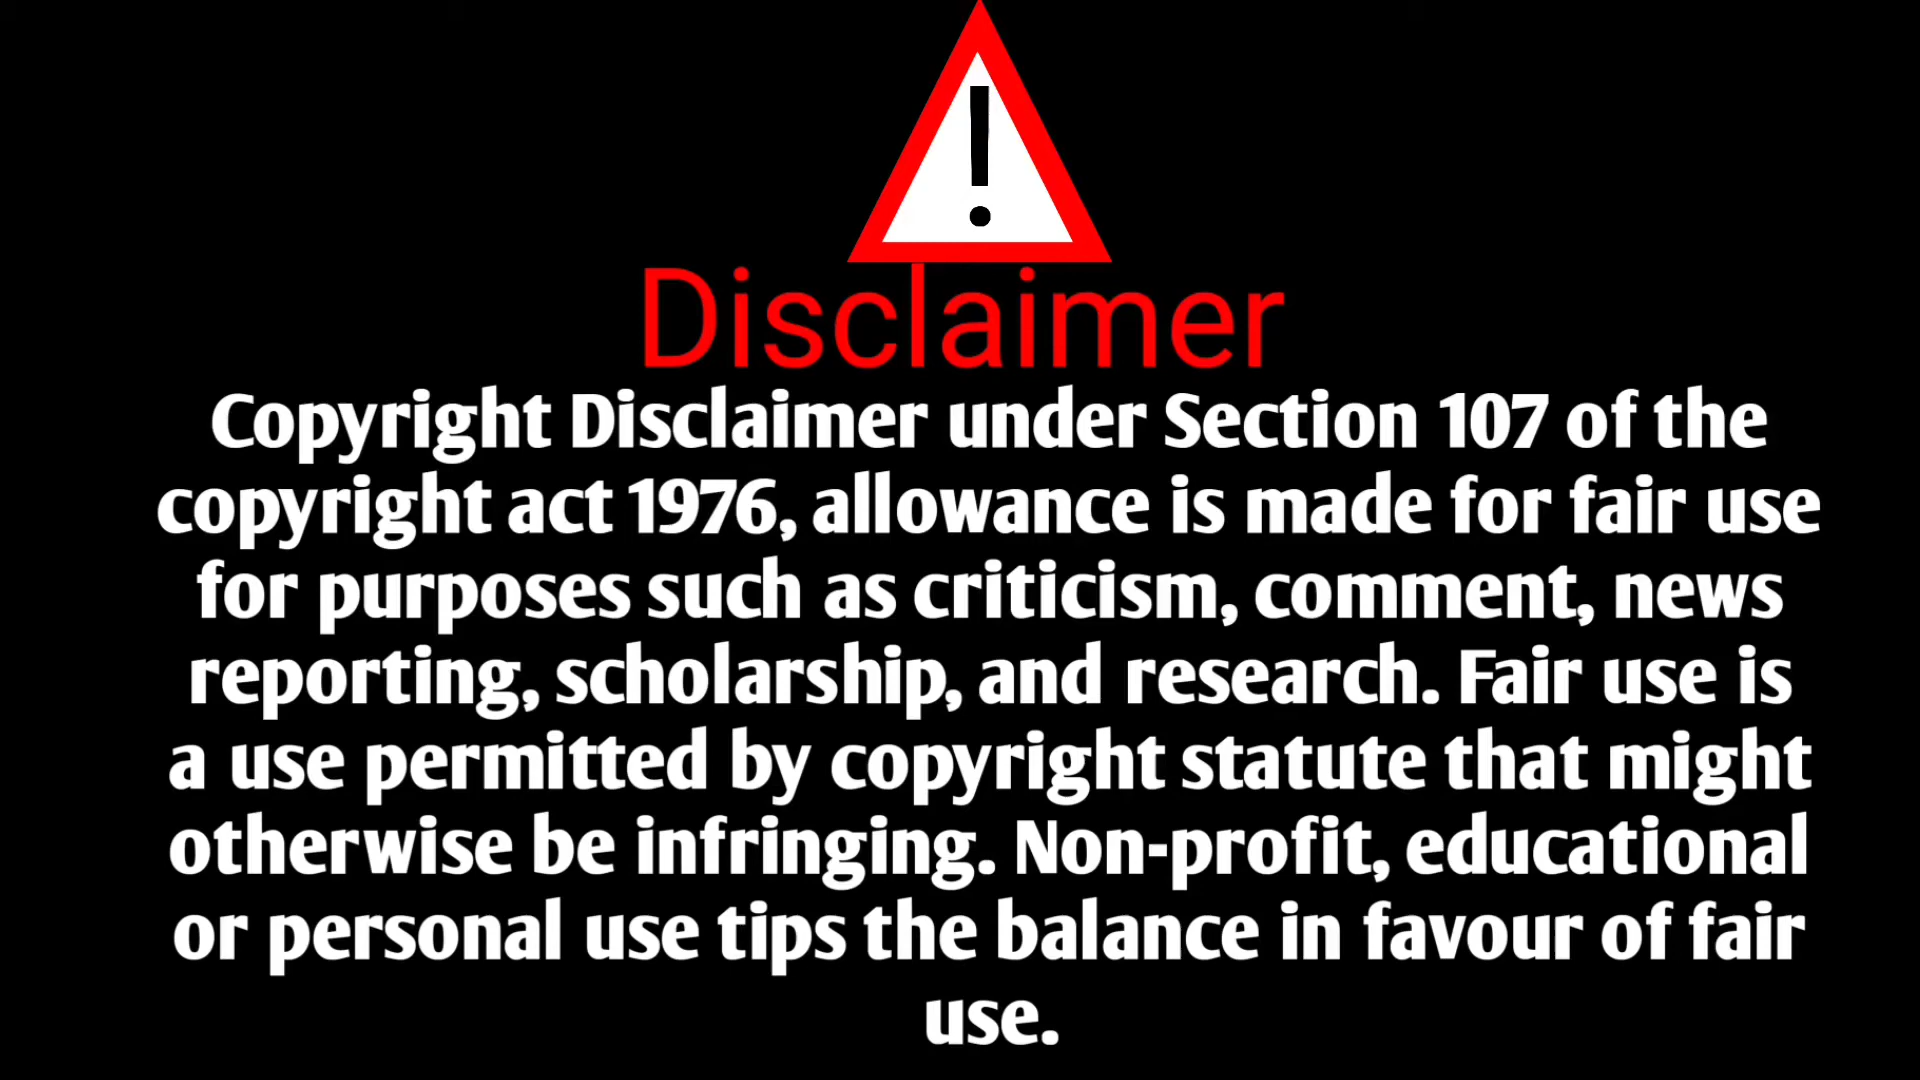 !
Disclaimer
Copyright Disclaimer under Section 107 of the
copyright act 1976, allowance is made for fair use
for purposes such as criticism, comment, news
reporting, scholarship, and research. Fair use is
a use permitted by copyright statute that might
otherwise be infringing. Non-profit, educational
or personal use tips the balance in favour of fair
use.